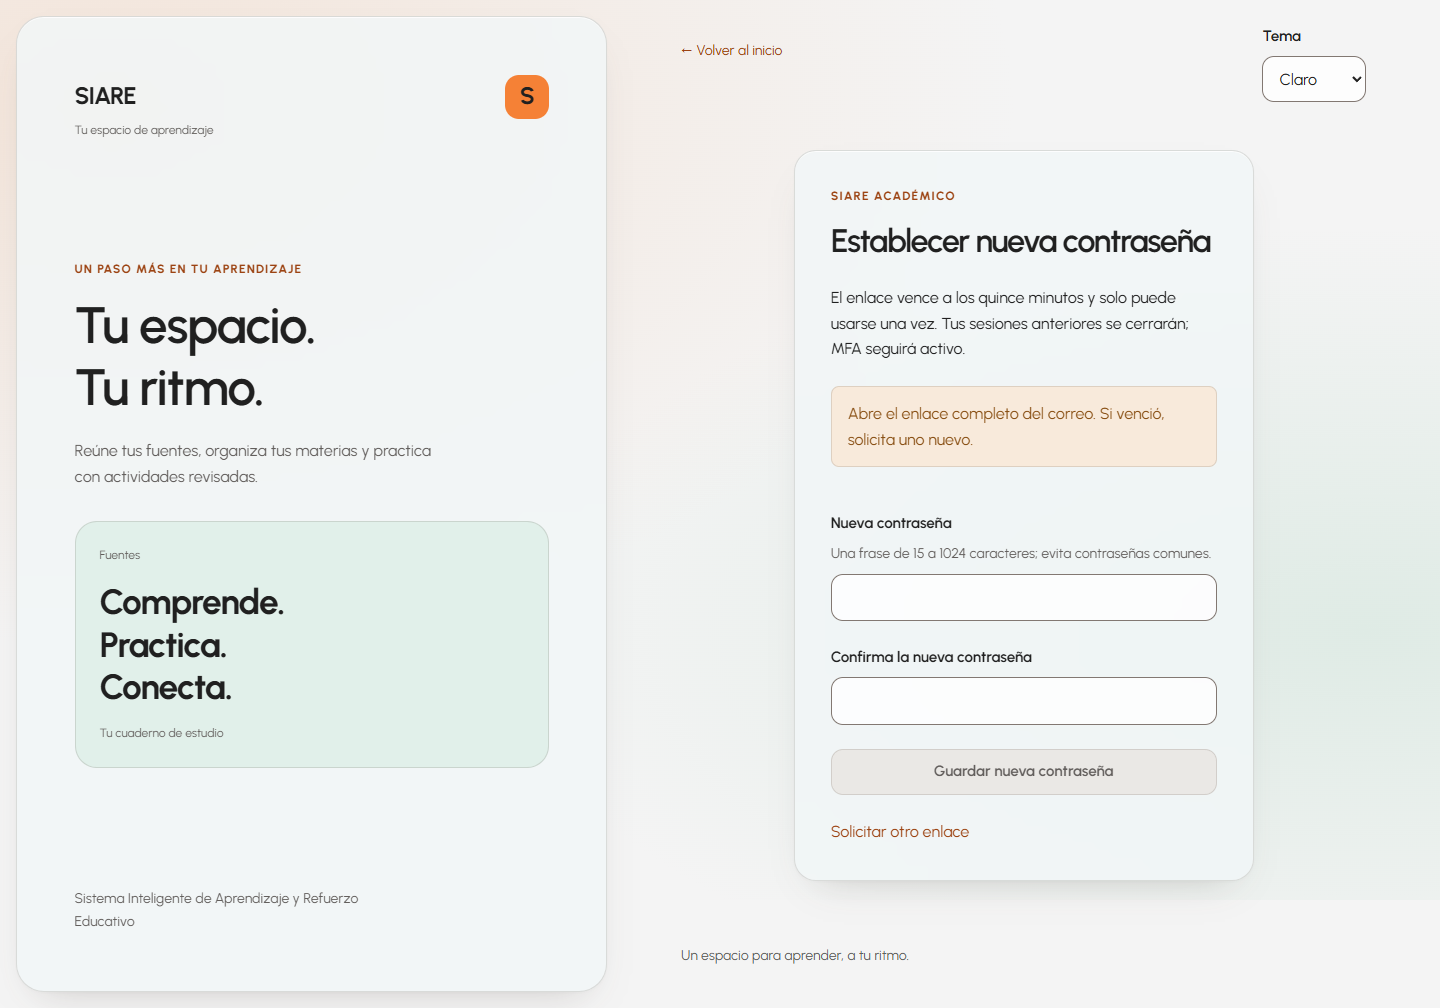 SIARE
S
Tu espacio de aprendizaje
UN PASO MÁS EN TU APRENDIZAJE
Tu espacio.
Tu ritmo.
Reúne tus fuentes, organiza tus materias y practica
con actividades revisadas.
Fuentes
Comprende.
Practica.
Conecta.
Tu cuaderno de estudio
Sistema Inteligente de Aprendizaje y Refuerzo
Educativo
← Volver al inicio
Tema
Claro
SIARE ACADÉMICO
Establecer nueva contraseña
El enlace vence a los quince minutos y solo puede
usarse una vez. Tus sesiones anteriores se cerrarán;
MFA seguirá activo.
Abre el enlace completo del correo. Si venció,
solicita uno nuevo.
Nueva contraseña
Una frase de 15 a 1024 caracteres; evita contraseñas comunes.
Confirma la nueva contraseña
Guardar nueva contraseña
Solicitar otro enlace
Un espacio para aprender, a tu ritmo.